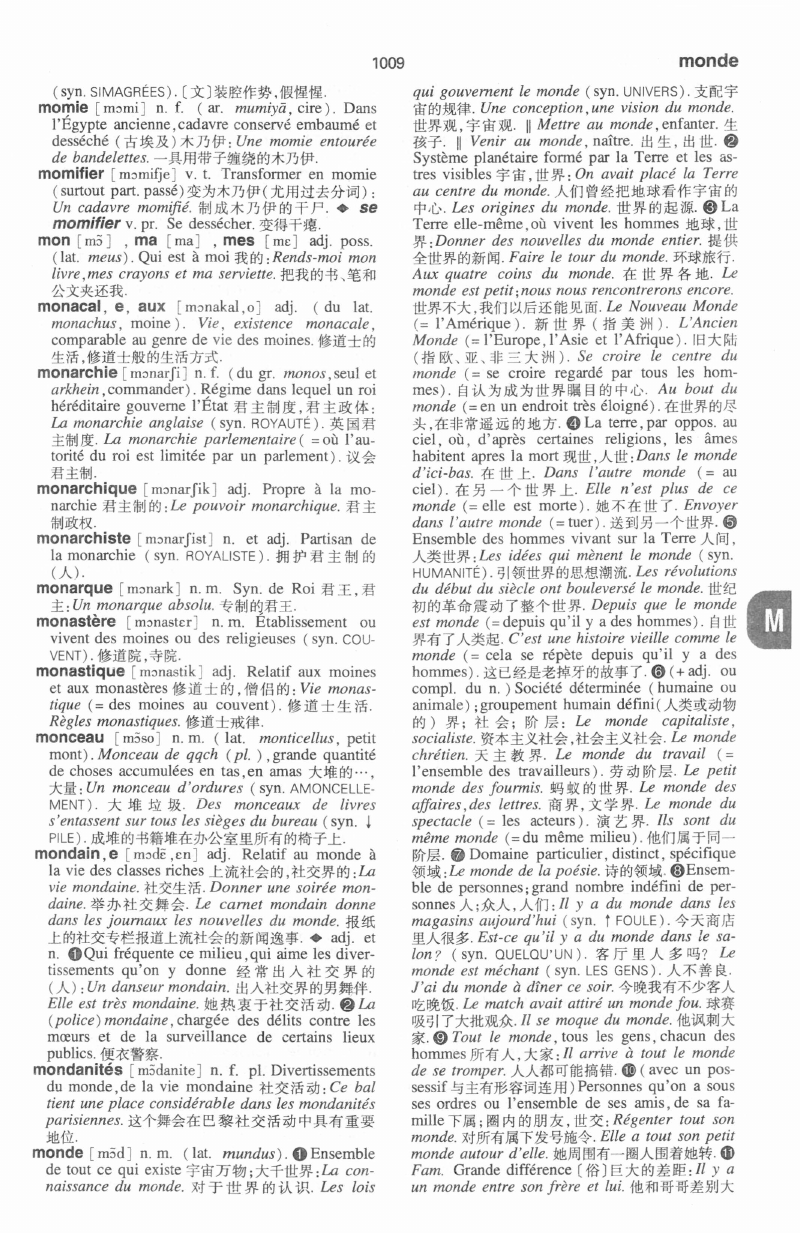 1009
monde
(syn. SIMAGRÉES).〔文〕装腔作势,假惺惺.
momie [mɔmi] n. f. (ar. mumiyā, cire). Dans
l'Égypte ancienne,cadavre conservé embaumé et
desséché (古埃及)木乃伊:Une momie entourée
de bandelettes. 一具用带子缠绕的木乃伊.
momifier [mɔmifje] v. t. Transformer en momie
(surtout part. passé)变为木乃伊(尤用过去分词):
Un cadavre momifié. 制成木乃伊的干尸. ◆ se
momifier v. pr. Se dessécher. 变得干瘪.
mon [mɔ̃] , ma [ma] , mes [mɛ] adj. poss.
(lat. meus). Qui est à moi 我的:Rends-moi mon
livre,mes crayons et ma serviette. 把我的书、笔和
公文夹还我.
monacal, e, aux [mɔnakal,o] adj. (du lat.
monachus, moine). Vie, existence monacale,
comparable au genre de vie des moines. 修道士的
生活,修道士般的生活方式.
monarchie [mɔnarʃi] n. f. (du gr. monos,seul et
arkhein,commander). Régime dans lequel un roi
héréditaire gouverne l'État 君主制度,君主政体:
La monarchie anglaise (syn. ROYAUTÉ). 英国君
主制度. La monarchie parlementaire( =où l'au-
torité du roi est limitée par un parlement). 议会
君主制.
monarchique [mɔnarʃik] adj. Propre à la mo-
narchie 君主制的:Le pouvoir monarchique. 君主
制政权.
monarchiste [mɔnarʃist] n. et adj. Partisan de
la monarchie (syn. ROYALISTE). 拥护君主制的
(人).
monarque [mɔnark] n. m. Syn. de Roi 君王,君
主:Un monarque absolu. 专制的君王.
monastère [mɔnastɛr] n. m. Établissement ou
vivent des moines ou des religieuses (syn. COU-
VENT). 修道院,寺院.
monastique [mɔnastik] adj. Relatif aux moines
et aux monastères 修道士的,僧侣的:Vie monas-
tique (= des moines au couvent). 修道士生活.
Règles monastiques. 修道士戒律.
monceau [mɔ̃so] n. m. (lat. monticellus, petit
mont). Monceau de qqch (pl. ),grande quantité
de choses accumulées en tas,en amas 大堆的…,
大量:Un monceau d'ordures (syn. AMONCELLE-
MENT). 大堆垃圾. Des monceaux de livres
s'entassent sur tous les sièges du bureau (syn. ↓
PILE). 成堆的书籍堆在办公室里所有的椅子上.
mondain,e [mɔdɛ̃,ɛn] adj. Relatif au monde à
la vie des classes riches 上流社会的,社交界的:La
vie mondaine. 社交生活. Donner une soirée mon-
daine. 举办社交舞会. Le carnet mondain donne
dans les journaux les nouvelles du monde. 报纸
上的社交专栏报道上流社会的新闻逸事. ◆ adj. et
n. ❶Qui fréquente ce milieu,qui aime les diver-
tissements qu'on y donne 经常出入社交界的
(人):Un danseur mondain. 出入社交界的男舞伴.
Elle est très mondaine. 她热衷于社交活动. ❷La
(police) mondaine,chargée des délits contre les
mœurs et de la surveillance de certains lieux
publics. 便衣警察.
mondanités [mɔ̃danite] n. f. pl. Divertissements
du monde,de la vie mondaine 社交活动:Ce bal
tient une place considérable dans les mondanités
parisiennes. 这个舞会在巴黎社交活动中具有重要
地位.
monde [mɔ̃d] n. m. (lat. mundus). ❶Ensemble
de tout ce qui existe 宇宙万物;大千世界:La con-
naissance du monde. 对于世界的认识. Les lois
qui gouvernent le monde (syn. UNIVERS). 支配宇
宙的规律. Une conception,une vision du monde.
世界观,宇宙观. ‖ Mettre au monde,enfanter. 生
孩子. ‖ Venir au monde, naître. 出生,出世. ❷
Système planétaire formé par la Terre et les as-
tres visibles 宇宙,世界:On avait placé la Terre
au centre du monde. 人们曾经把地球看作宇宙的
中心. Les origines du monde. 世界的起源. ❸La
Terre elle-même,où vivent les hommes 地球,世
界:Donner des nouvelles du monde entier. 提供
全世界的新闻. Faire le tour du monde. 环球旅行.
Aux quatre coins du monde. 在世界各地. Le
monde est petit;nous nous rencontrerons encore.
世界不大,我们以后还能见面. Le Nouveau Monde
(= l'Amérique). 新世界(指美洲). L'Ancien
Monde (=l'Europe,l'Asie et l'Afrique). 旧大陆
(指欧、亚、非三大洲). Se croire le centre du
monde (= se croire regardé par tous les hom-
mes). 自认为成为世界瞩目的中心. Au bout du
monde (=en un endroit très éloigné). 在世界的尽
头,在非常遥远的地方. ❹La terre,par oppos. au
ciel, où, d'après certaines religions, les âmes
habitent apres la mort 现世,人世:Dans le monde
d'ici-bas. 在世上. Dans l'autre monde (= au
ciel). 在另一个世界上. Elle n'est plus de ce
monde (=elle est morte). 她不在世了. Envoyer
dans l'autre monde (=tuer). 送到另一个世界. ❺
Ensemble des hommes vivant sur la Terre 人间,
人类世界:Les idées qui mènent le monde (syn.
HUMANITÉ). 引领世界的思想潮流. Les révolutions
du début du siècle ont bouleversé le monde. 世纪
初的革命震动了整个世界. Depuis que le monde
est monde (=depuis qu'il y a des hommes). 自世
界有了人类起. C'est une histoire vieille comme le
monde (= cela se répète depuis qu'il y a des
hommes). 这已经是老掉牙的故事了. ❻(+adj. ou
compl. du n. ) Société déterminée (humaine ou
animale);groupement humain défini(人类或动物
的)界;社会;阶层: Le monde capitaliste,
socialiste. 资本主义社会,社会主义社会. Le monde
chrétien. 天主教界. Le monde du travail (=
l'ensemble des travailleurs). 劳动阶层. Le petit
monde des fourmis. 蚂蚁的世界. Le monde des
affaires,des lettres. 商界,文学界. Le monde du
spectacle (= les acteurs). 演艺界. Ils sont du
même monde (=du même milieu). 他们属于同一
阶层. ❼ Domaine particulier, distinct, spécifique
领域:Le monde de la poésie. 诗的领域. ❽Ensem-
ble de personnes;grand nombre indéfini de per-
sonnes 人;众人,人们:Il y a du monde dans les
magasins aujourd'hui (syn. ↑FOULE). 今天商店
里人很多. Est-ce qu'il y a du monde dans le sa-
lon? (syn. QUELQU'UN). 客厅里人多吗? Le
monde est méchant (syn. LES GENS). 人不善良.
J'ai du monde à dîner ce soir. 今晚我有不少客人
吃晚饭. Le match avait attiré un monde fou. 球赛
吸引了大批观众. Il se moque du monde. 他讽刺大
家. ❾ Tout le monde,tous les gens,chacun des
hommes 所有人,大家:Il arrive à tout le monde
de se tromper. 人人都可能搞错. ❿(avec un pos-
sessif 与主有形容词连用)Personnes qu'on a sous
ses ordres ou l'ensemble de ses amis,de sa fa-
mille 下属;圈内的朋友,世交:Régenter tout son
monde. 对所有属下发号施令. Elle a tout son petit
monde autour d'elle. 她周围有一圈人围着她转. ⓫
Fam. Grande différence〔俗〕巨大的差距:Il y a
un monde entre son frère et lui. 他和哥哥差别大
M